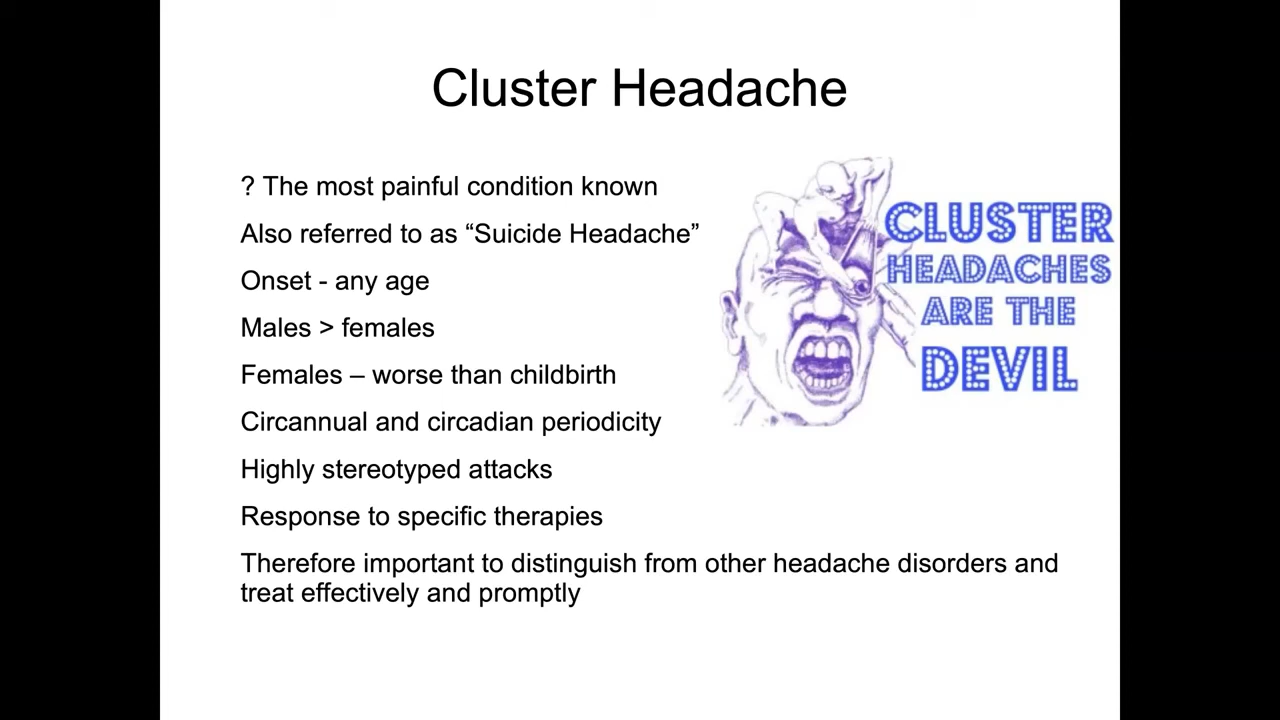 Cluster Headache
? The most painful condition known
Also referred to as “Suicide Headache”
Onset - any age
Males > females
Females – worse than childbirth
Circannual and circadian periodicity
Highly stereotyped attacks
Response to specific therapies
Therefore important to distinguish from other headache disorders and
treat effectively and promptly
CLUSTER
HEADACHES
ARE THE
DEVIL